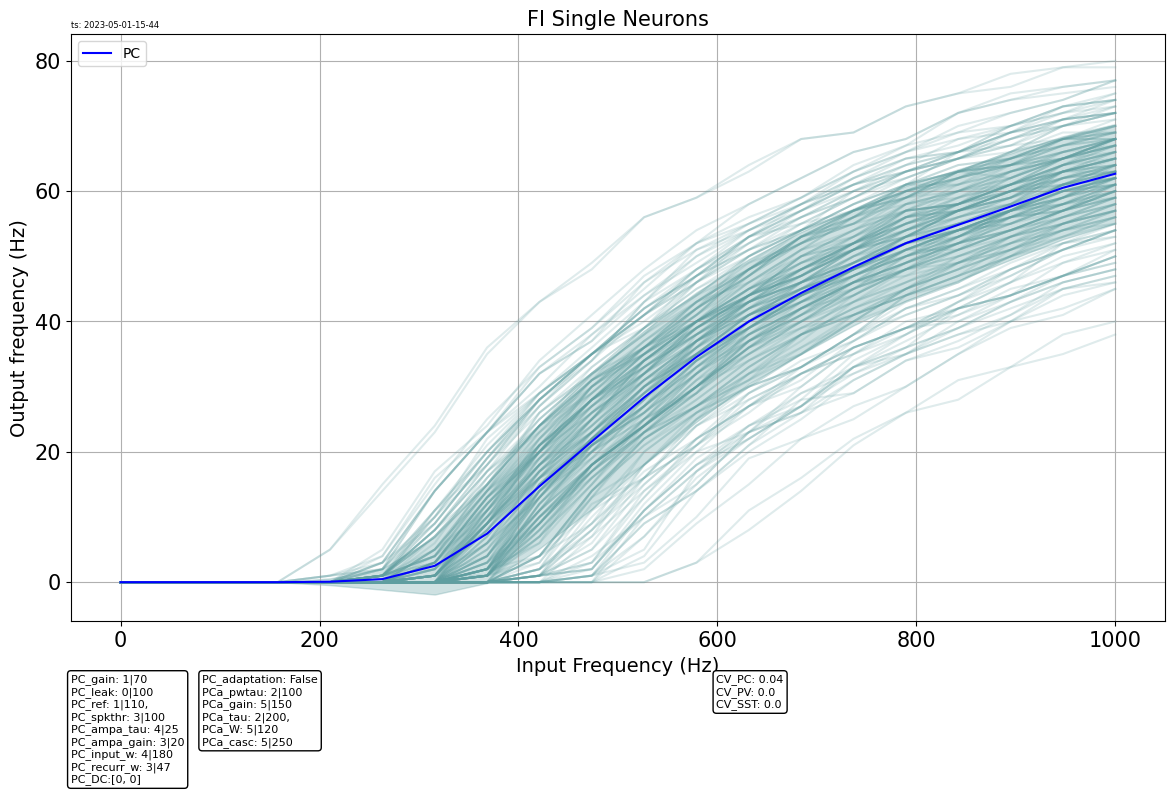 FI Single Neurons
ts: 2023-05-01-15-44
PC
80
60
40
20
0
Output frequency (Hz)
0 200 400 600 800 1000
Input Frequency (Hz)
PC_gain: 1|70
PC_leak: 0|100
PC_ref: 1|110,
PC_spkthr: 3|100
PC_ampa_tau: 4|25
PC_ampa_gain: 3|20
PC_input_w: 4|180
PC_recurr_w: 3|47
PC_DC:[0, 0]
PC_adaptation: False
PCa_pwtau: 2|100
PCa_gain: 5|150
PCa_tau: 2|200,
PCa_W: 5|120
PCa_casc: 5|250
CV_PC: 0.04
CV_PV: 0.0
CV_SST: 0.0